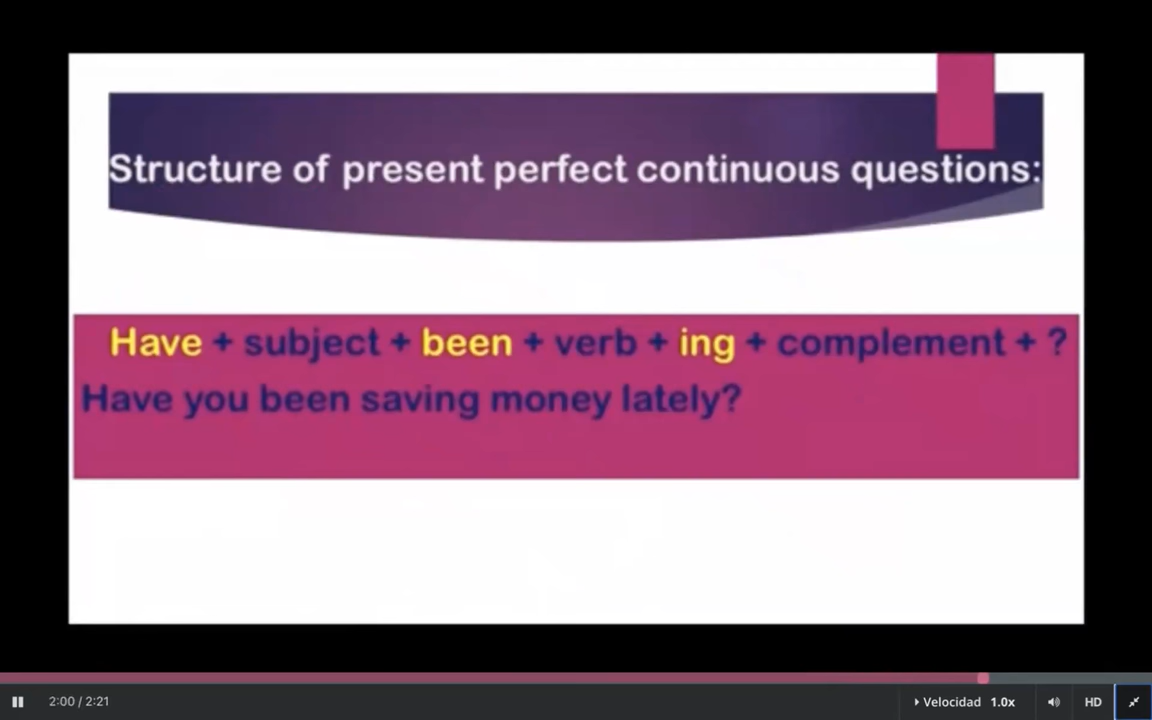 Structure of present perfect continuous questions:
Have + subject + been + verb + ing + complement + ?
Have you been saving money lately?
2:00 / 2:21
Velocidad 1.0x
HD